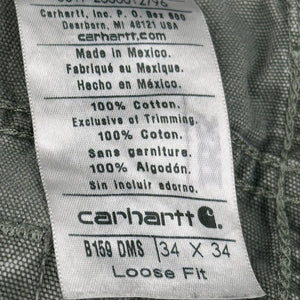 Carhartt, Inc. P. O. Box 600
Dearborn, MI 48121 USA
carhartt.com
Made in Mexico.
Fabriqué au Mexique.
Hecho en México.
100% Cotton.
Exclusive of Trimming.
100% Coton.
Sans garniture.
100% Algodón.
Sin incluir adorno.
carhartt
B159 DMS 34 X 34
Loose Fit